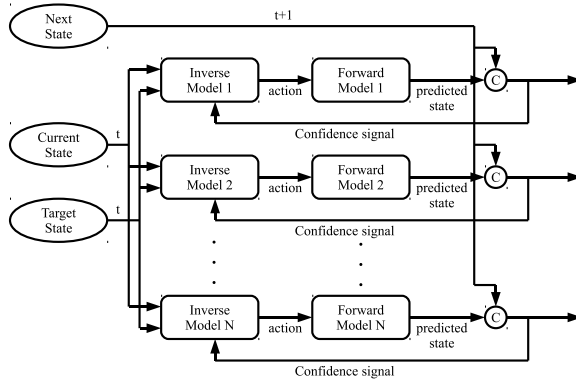 Next
State
t+1
Inverse
Model 1
action
Forward
Model 1
predicted
state
C
Confidence signal
Current
State
t
Inverse
Model 2
action
Forward
Model 2
predicted
state
C
Confidence signal
Target
State
t
Inverse
Model N
action
Forward
Model N
predicted
state
C
Confidence signal